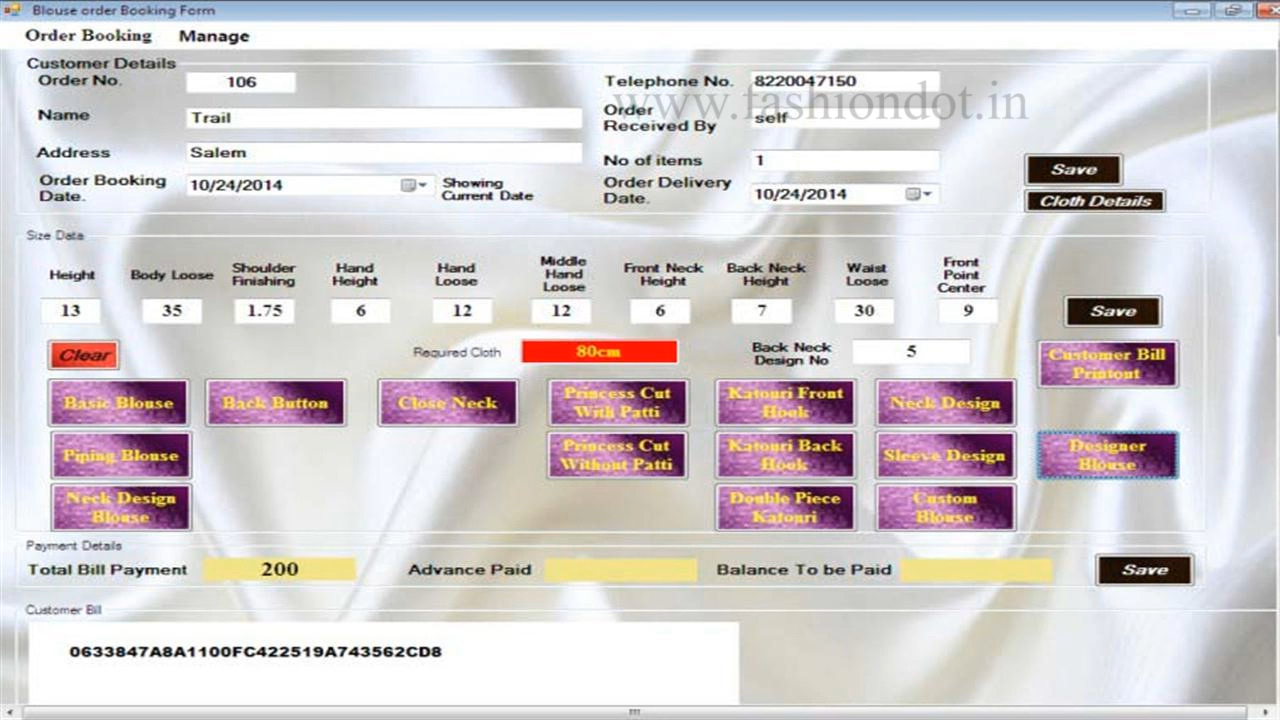 Blouse order Booking Form
Order Booking Manage
Customer Details
Order No. 106
Telephone No. 8220047150
www.fashiondot.in
Name Trail
Order
Received By self
Address Salem
No of items 1
Save
Order Booking
Date. 10/24/2014
Showing
Current Date
Order Delivery
Date. 10/24/2014
Cloth Details
Size Data
Height
Body Loose
Shoulder
Finishing
Hand
Height
Hand
Loose
Middle
Hand
Loose
Front Neck
Height
Back Neck
Height
Waist
Loose
Front
Point
Center
13 35 1.75 6 12 12 6 7 30 9
Save
Clear
Required Cloth 80cm
Back Neck
Design No 5
Customer Bill
Printout
Basic Blouse
Back Button
Close Neck
Princess Cut
With Patti
Katouri Front
Hook
Neck Design
Piping Blouse
Princess Cut
Without Patti
Katouri Back
Hook
Sleeve Design
Designer
Blouse
Neck Design
Blouse
Double Piece
Katouri
Custom
Blouse
Payment Details
Total Bill Payment 200 Advance Paid Balance To be Paid Save
Customer Bill
0633847A8A1100FC422519A743562CD8